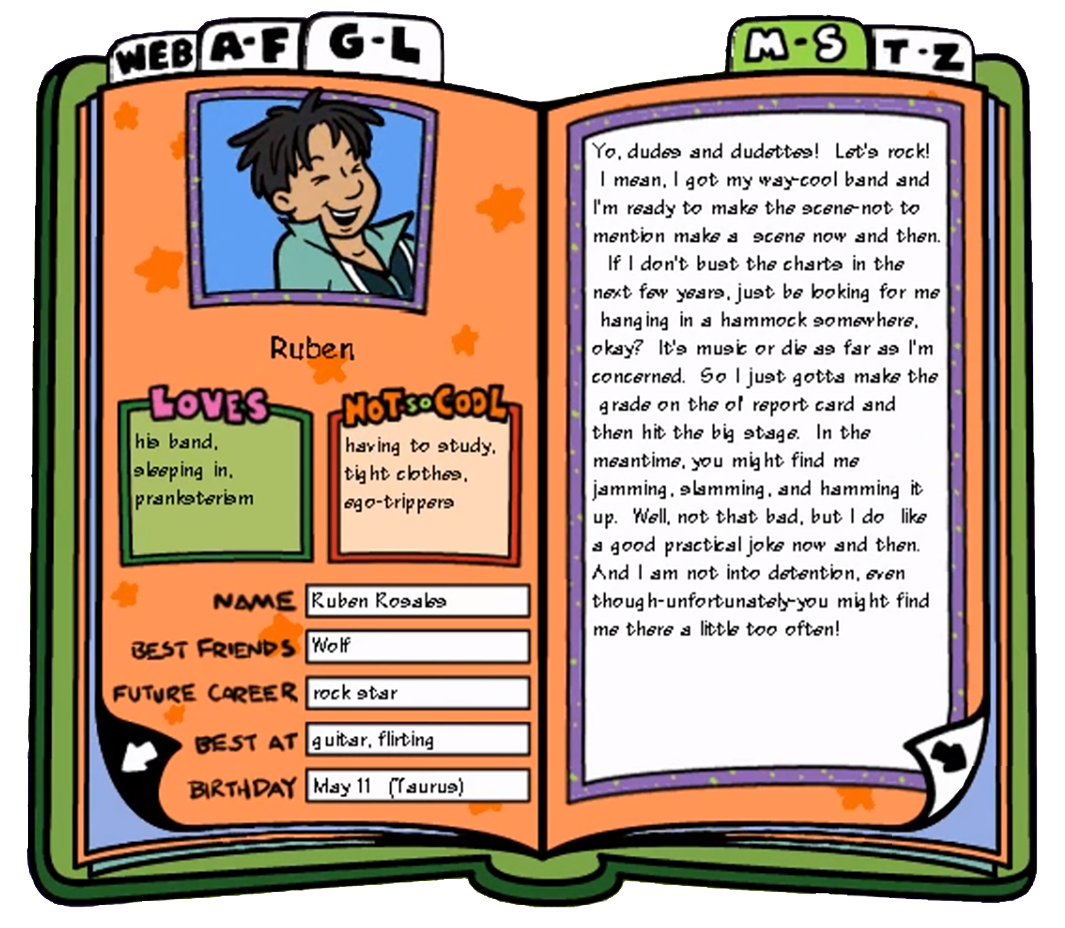 WEB
A-F
G-L
M-S
T-Z
Ruben
LOVES
his band,
sleeping in,
pranksterism
NOT-so-COOL
having to study,
tight clothes,
ego-trippers
NAME Ruben Rosales
BEST FRIENDS Wolf
FUTURE CAREER rock star
BEST AT guitar, flirting
BIRTHDAY May 11 (Taurus)
Yo, dudes and dudettes! Let's rock!
I mean, I got my way-cool band and
I'm ready to make the scene-not to
mention make a scene now and then.
If I don't bust the charts in the
next few years, just be looking for me
hanging in a hammock somewhere,
okay? It's music or die as far as I'm
concerned. So I just gotta make the
grade on the ol' report card and
then hit the big stage. In the
meantime, you might find me
jamming, slamming, and hamming it
up. Well, not that bad, but I do like
a good practical joke now and then.
And I am not into detention, even
though-unfortunately-you might find
me there a little too often!